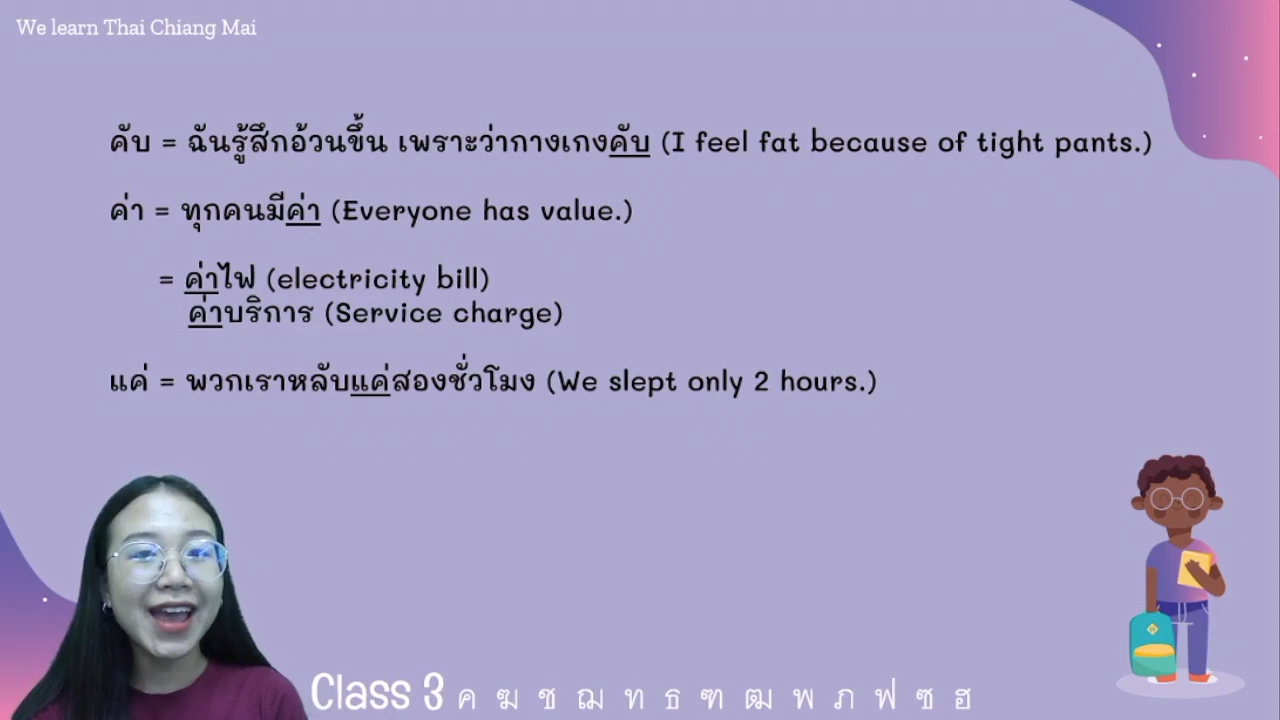 We learn Thai Chiang Mai
คับ = ฉันรู้สึกอ้วนขึ้น เพราะว่ากางเกงคับ (I feel fat because of tight pants.)
ค่า = ทุกคนมีค่า (Everyone has value.)
= ค่าไฟ (electricity bill)
ค่าบริการ (Service charge)
แค่ = พวกเราหลับแค่สองชั่วโมง (We slept only 2 hours.)
Class 3 ค ฆ ช ฌ ท ธ ฑ ฒ พ ภ ฟ ซ ฮ